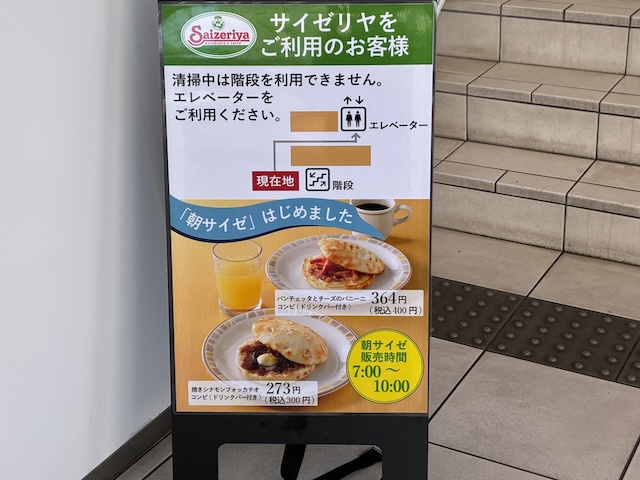 Saizeriya
サイゼリヤを
ご利用のお客様
清掃中は階段を利用できません。
エレベーターを
ご利用ください。
エレベーター
現在地
階段
「朝サイゼ」はじめました
パンチェッタとチーズのパニーニ
コンビ(ドリンクバー付き)
364円
(税込400円)
焼きシナモンフォッカチオ
コンビ(ドリンクバー付き)
273円
(税込300円)
朝サイゼ
販売時間
7:00～
10:00